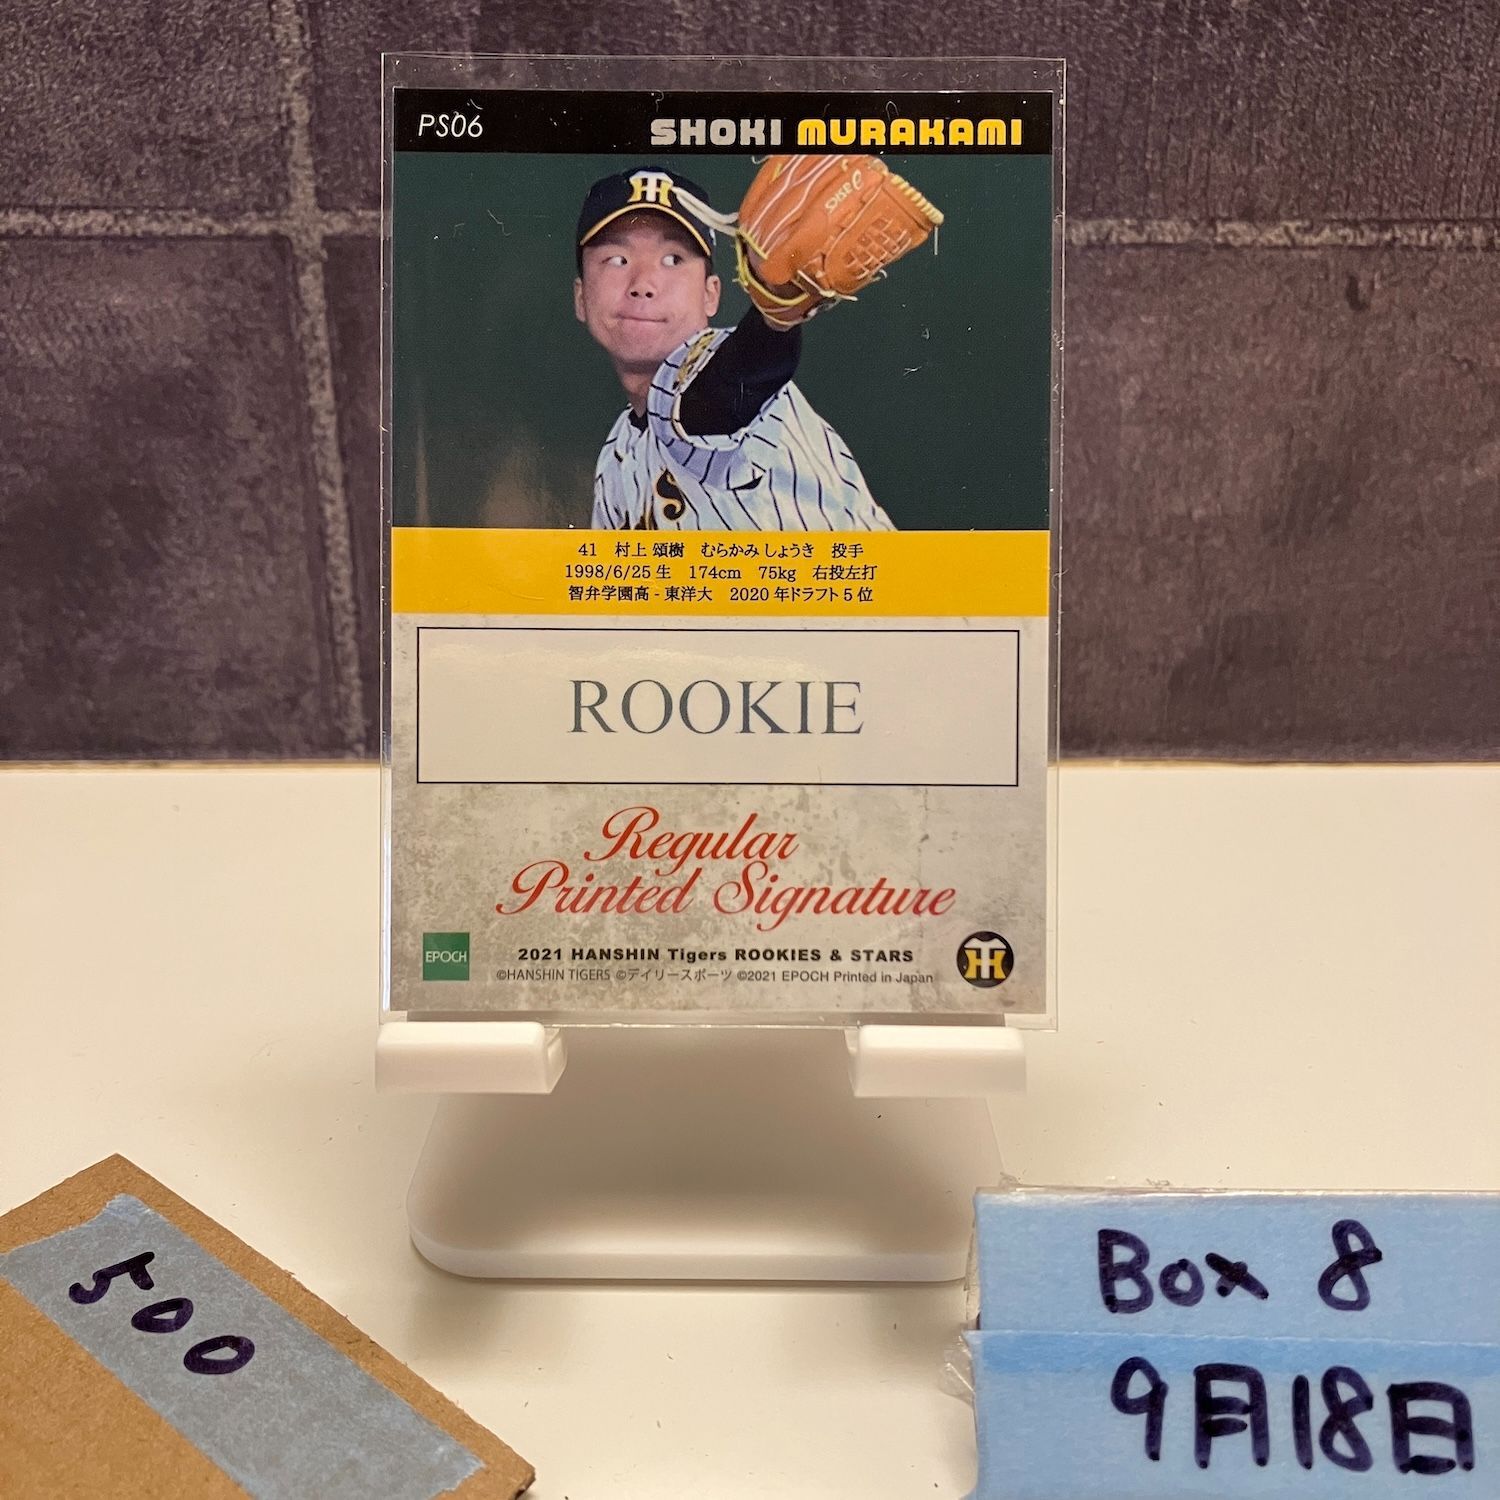 PS06
SHOKI MURAKAMI
asics
41 村上 頌樹 むらかみ しょうき 投手
1998/6/25 生 174cm 75kg 右投左打
智弁学園高 - 東洋大 2020 年ドラフト 5 位
ROOKIE
Regular
Printed Signature
EPOCH
2021 HANSHIN Tigers ROOKIES & STARS
©HANSHIN TIGERS ©デイリースポーツ ©2021 EPOCH Printed in Japan
500
Box 8
9月18日